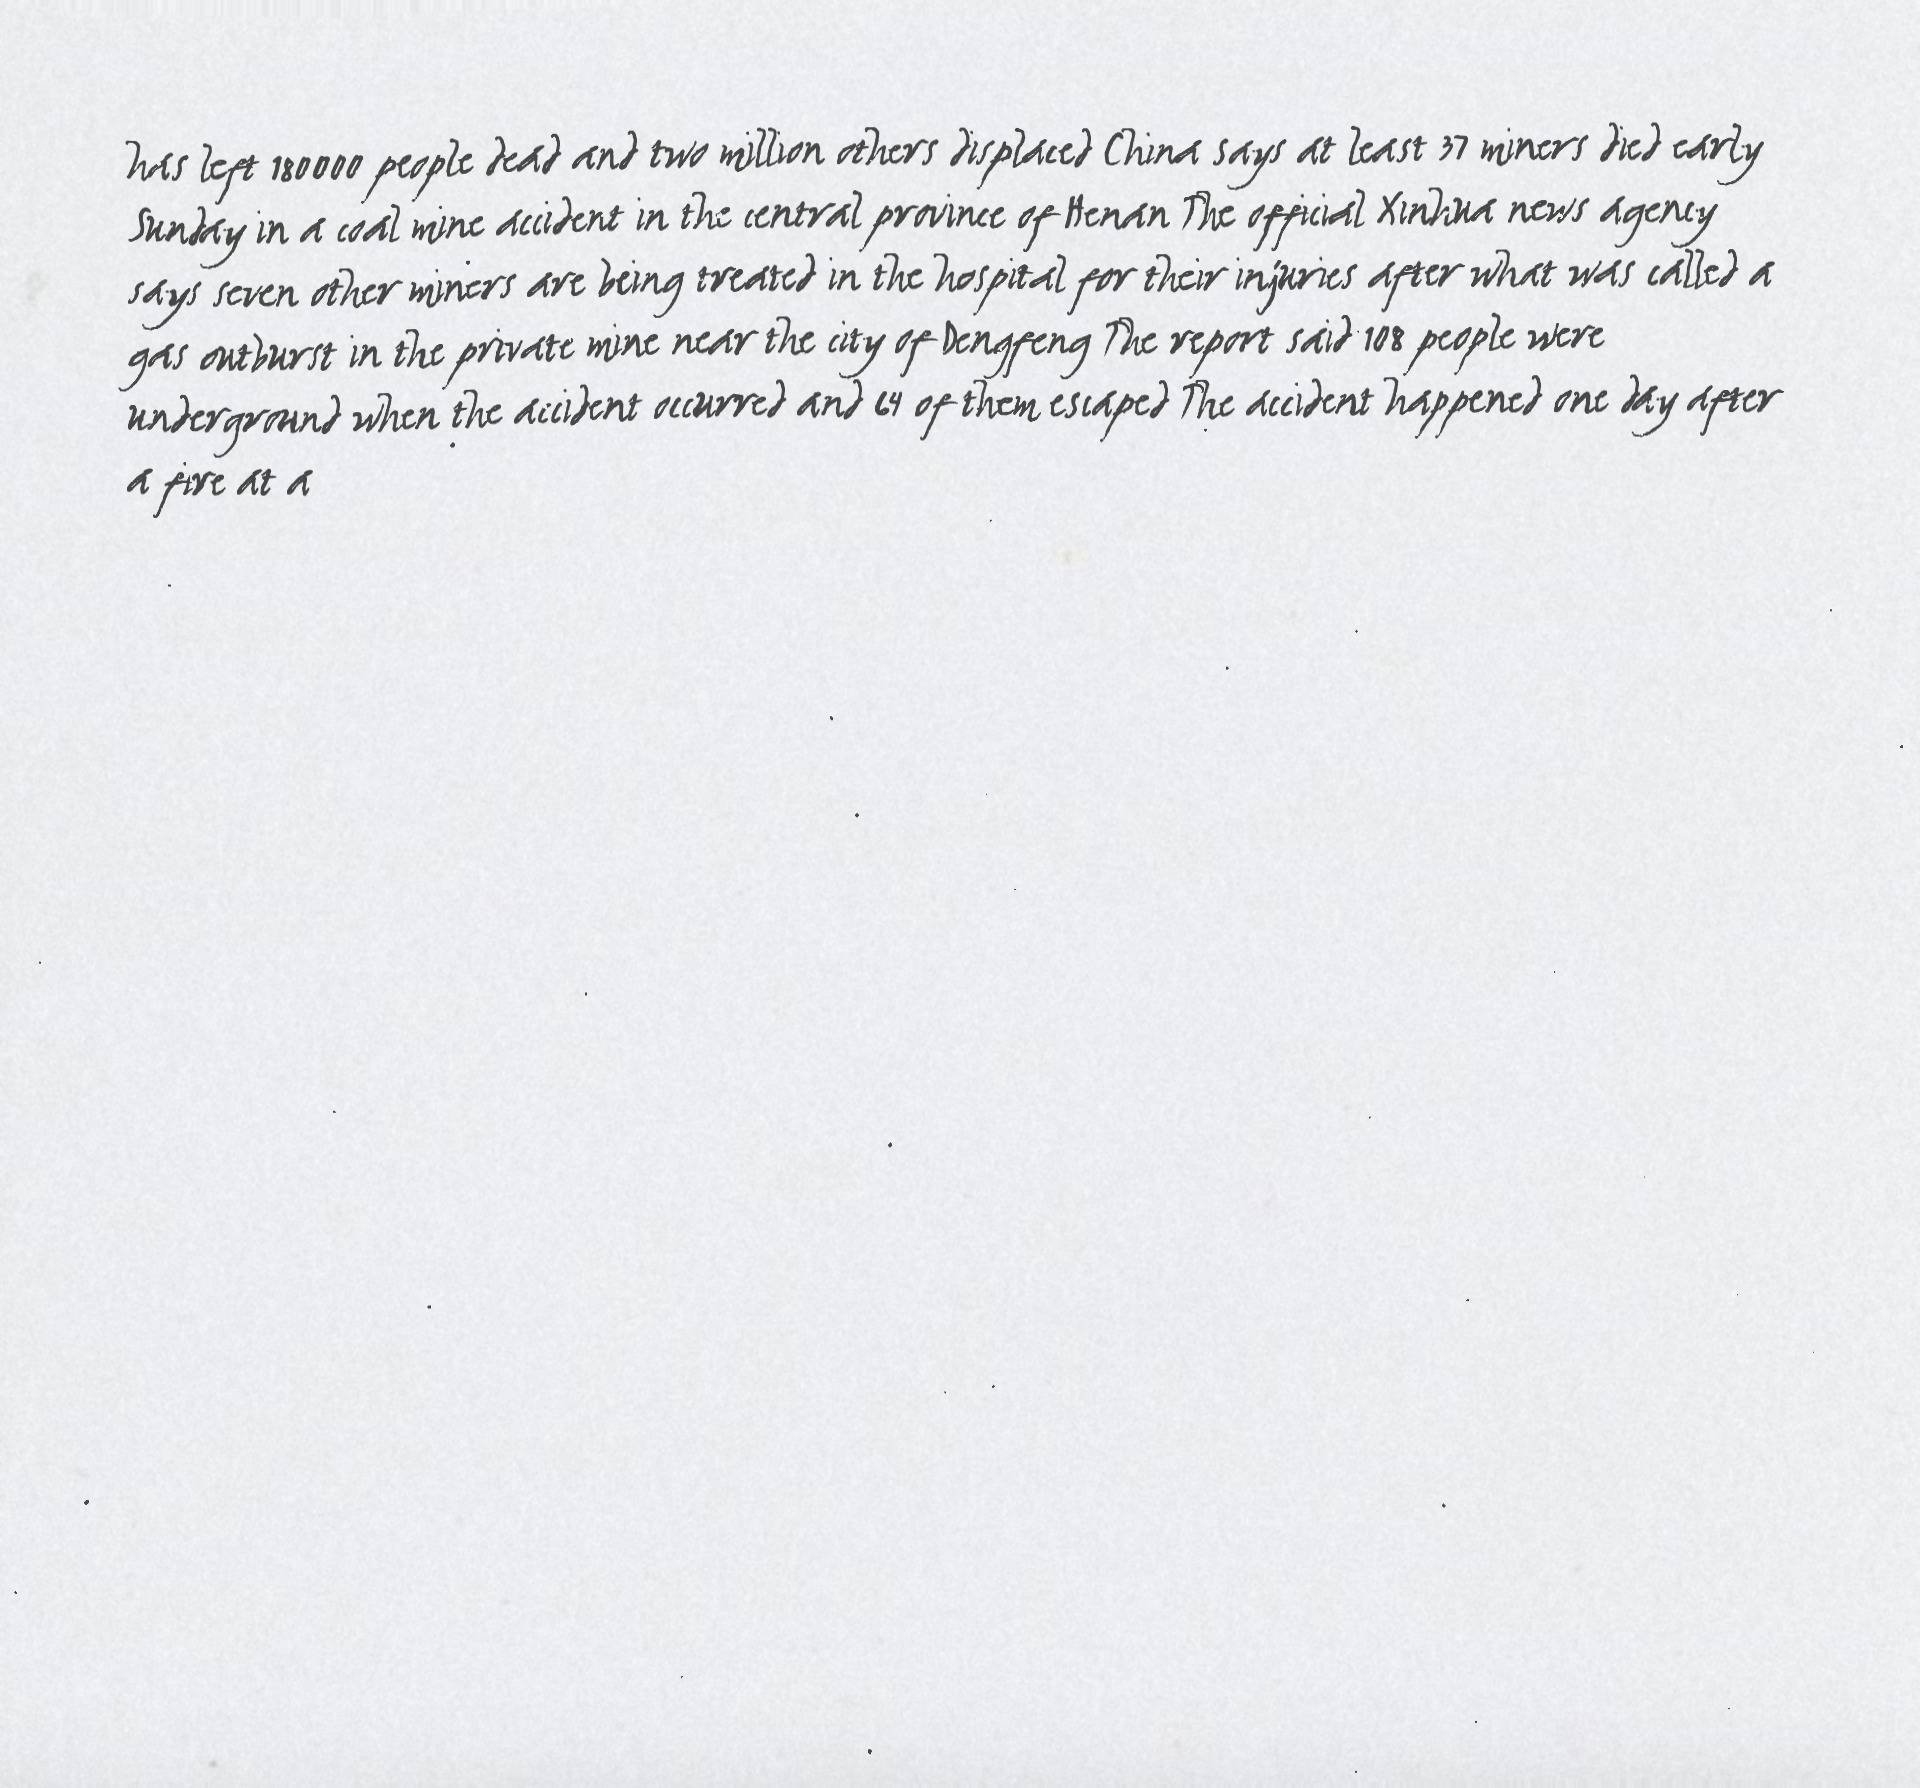 has left 180000 people dead and two million others displaced China says at least 37 miners died early
Sunday in a coal mine accident in the central province of Henan The official Xinhua news agency
says seven other miners are being treated in the hospital for their injuries after what was called a
gas outburst in the private mine near the city of Dengfeng The report said 108 people were
underground when the accident occurred and 64 of them escaped The accident happened one day after
a fire at a